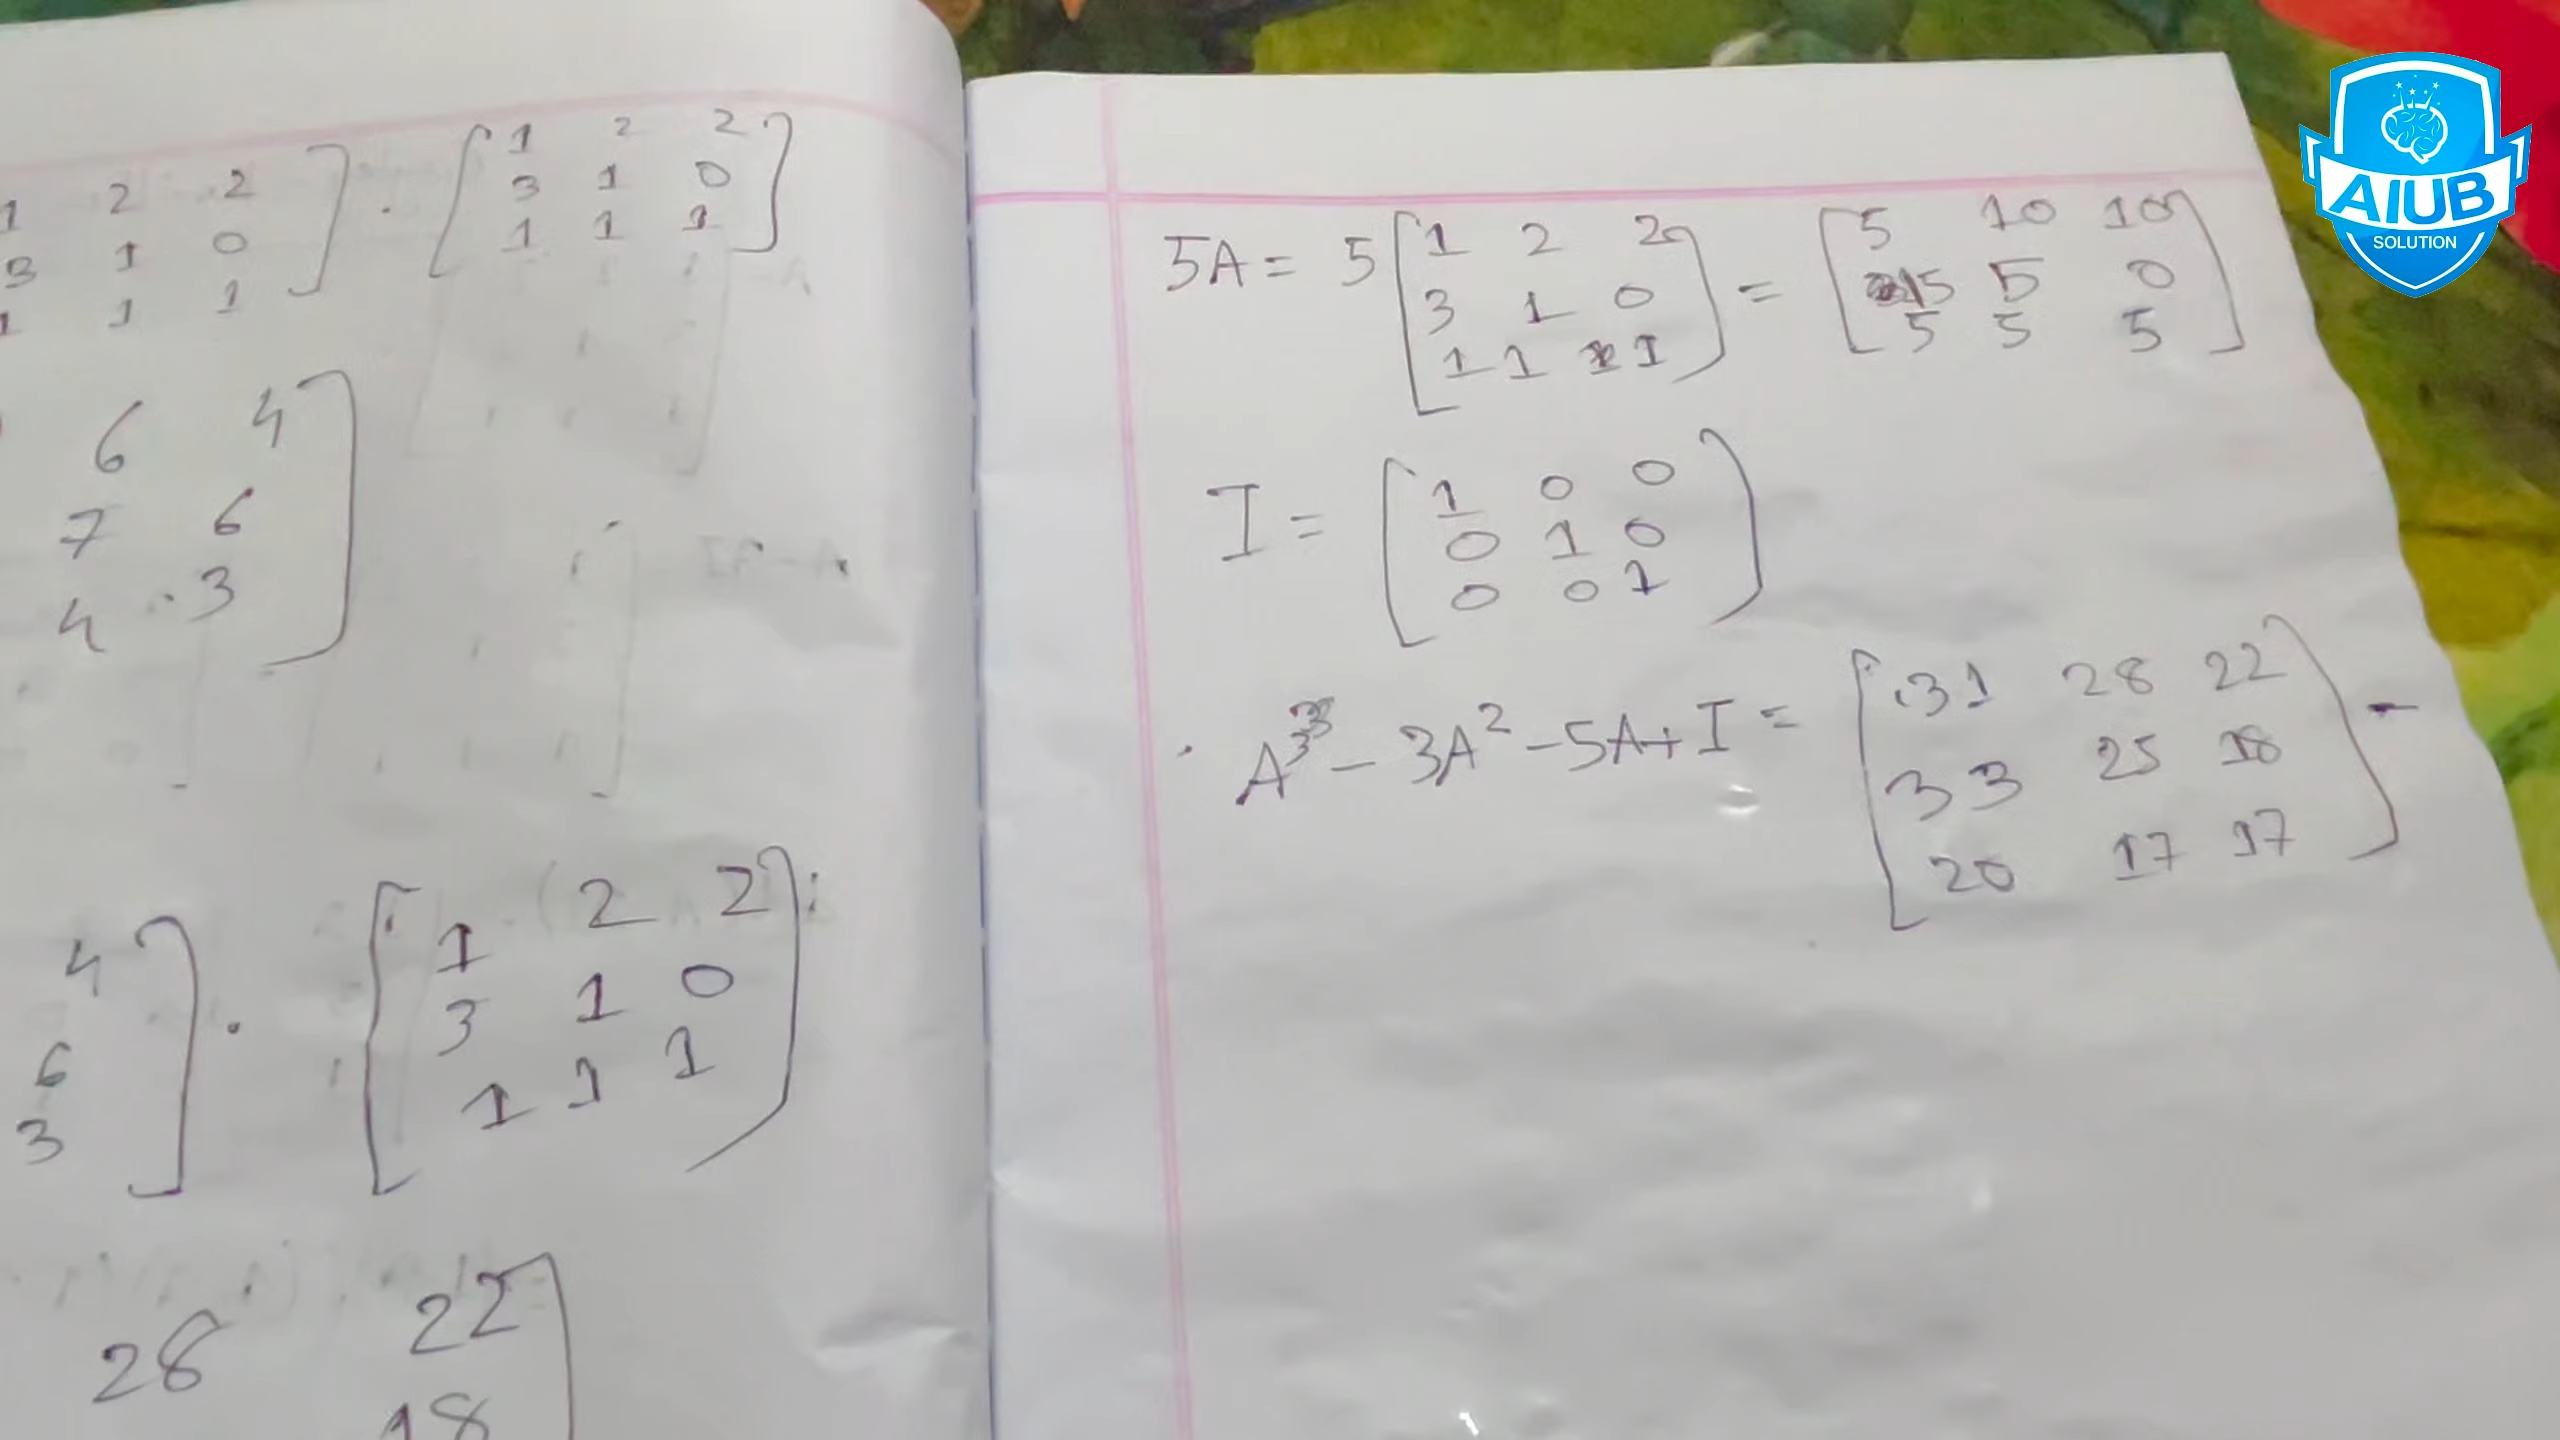 1 2 2
3 1 0
1 1 1
·
1 2 2
3 1 0
1 1 1
6 4
7 6
4 3
4
6
3
·
1 2 2
3 1 0
1 1 1
28 22
18
5A = 5 [1 2 2 = [5 10 10
3 1 0 15 5 0
1 1 1] 5 5 5]
I = [1 0 0
0 1 0
0 0 1]
A³ - 3A² - 5A + I = [31 28 22
33 25 18
20 17 17] -
AIUB
SOLUTION